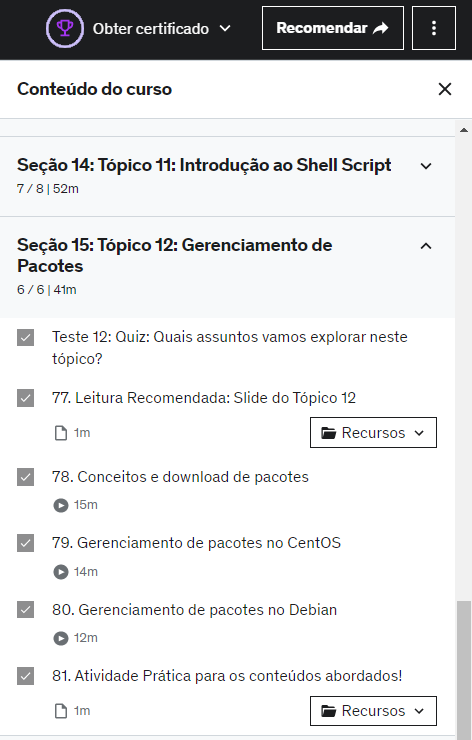 Obter certificado
Recomendar
Conteúdo do curso
Seção 14: Tópico 11: Introdução ao Shell Script
7 / 8 | 52m
Seção 15: Tópico 12: Gerenciamento de
Pacotes
6 / 6 | 41m
Teste 12: Quiz: Quais assuntos vamos explorar neste
tópico?
77. Leitura Recomendada: Slide do Tópico 12
1m
Recursos
78. Conceitos e download de pacotes
15m
79. Gerenciamento de pacotes no CentOS
14m
80. Gerenciamento de pacotes no Debian
12m
81. Atividade Prática para os conteúdos abordados!
1m
Recursos